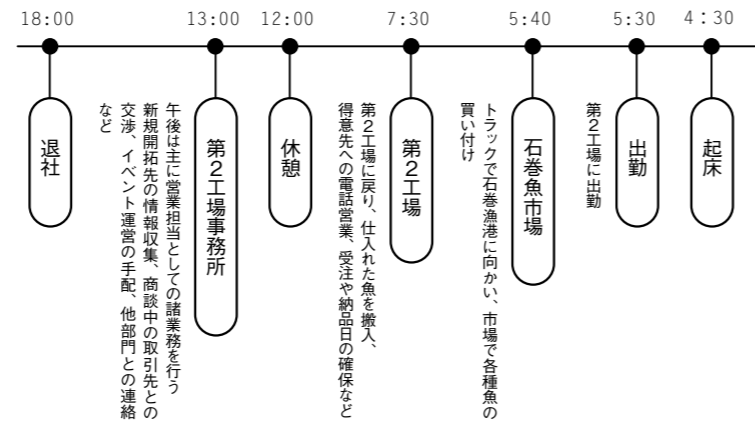 4：30
起床
5:30
出勤
第２工場に出勤
5:40
石巻魚市場
トラックで石巻漁港に向かい、市場で各種魚の
買い付け
7:30
第２工場
第２工場に戻り、仕入れた魚を搬入、
得意先への電話営業、受注や納品日の確保など
12:00
休憩
13:00
第２工場事務所
午後は主に営業担当としての諸業務を行う
新規開拓先の情報収集、商談中の取引先との
交渉、イベント運営の手配、他部門との連絡
など
18:00
退社